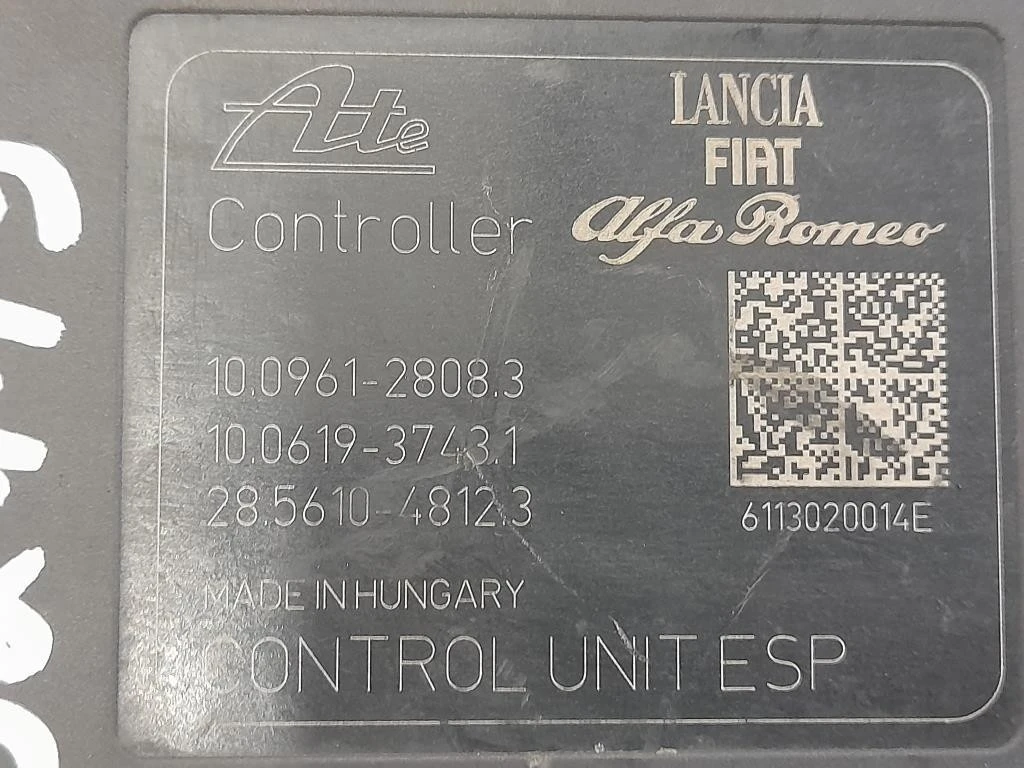 Ate
LANCIA
FIAT
Alfa Romeo
Controller
10.0961-2808.3
10.0619-3743.1
28.5610-4812.3
6113020014E
MADE IN HUNGARY
CONTROL UNIT ESP